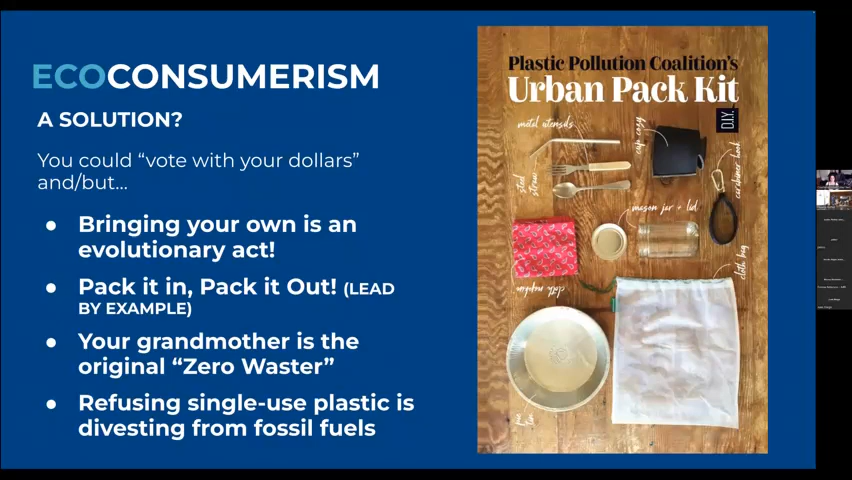 ECOCONSUMERISM
A SOLUTION?
You could “vote with your dollars”
and/but...
● Bringing your own is an
evolutionary act!
● Pack it in, Pack it Out! (LEAD
BY EXAMPLE)
● Your grandmother is the
original “Zero Waster”
● Refusing single-use plastic is
divesting from fossil fuels
Plastic Pollution Coalition's
Urban Pack Kit
D.I.Y.
metal utensils
cup cozy
carabiner hook
steel
straw
mason jar + lid
cloth napkin
cloth bag
pie
tin